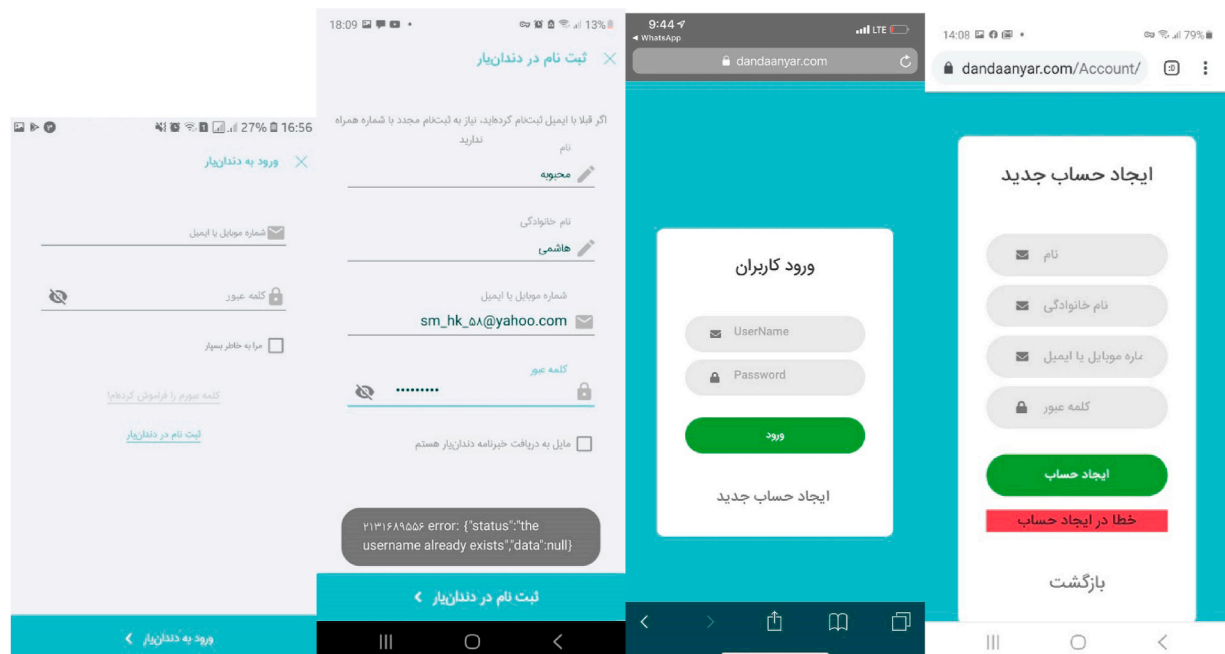 27% 16:56
ورود به دندان‌یار
شماره موبایل یا ایمیل
کلمه عبور
مرا به خاطر بسپار
کلمه عبورم را فراموش کرده‌ام!
ثبت نام در دندان‌یار
ورود به دندان‌یار
18:09 13%
ثبت نام در دندان‌یار
اگر قبلا با ایمیل ثبت‌نام کرده‌اید، نیاز به ثبت‌نام مجدد با شماره همراه
ندارید
نام
محبوبه
نام خانوادگی
هاشمی
شماره موبایل یا ایمیل
sm_hk_۵۸@yahoo.com
کلمه عبور
مایل به دریافت خبرنامه دندان‌یار هستم
۲۱۳۱۶۸۹۵۵۶ error: {"status":"the
username already exists","data":null}
ثبت نام در دندان‌یار
9:44 LTE
WhatsApp
dandaanyar.com
ورود کاربران
UserName
Password
ورود
ایجاد حساب جدید
14:08 79%
dandaanyar.com/Account/ :D
ایجاد حساب جدید
نام
نام خانوادگی
ماره موبایل یا ایمیل
کلمه عبور
ایجاد حساب
خطا در ایجاد حساب
بازگشت